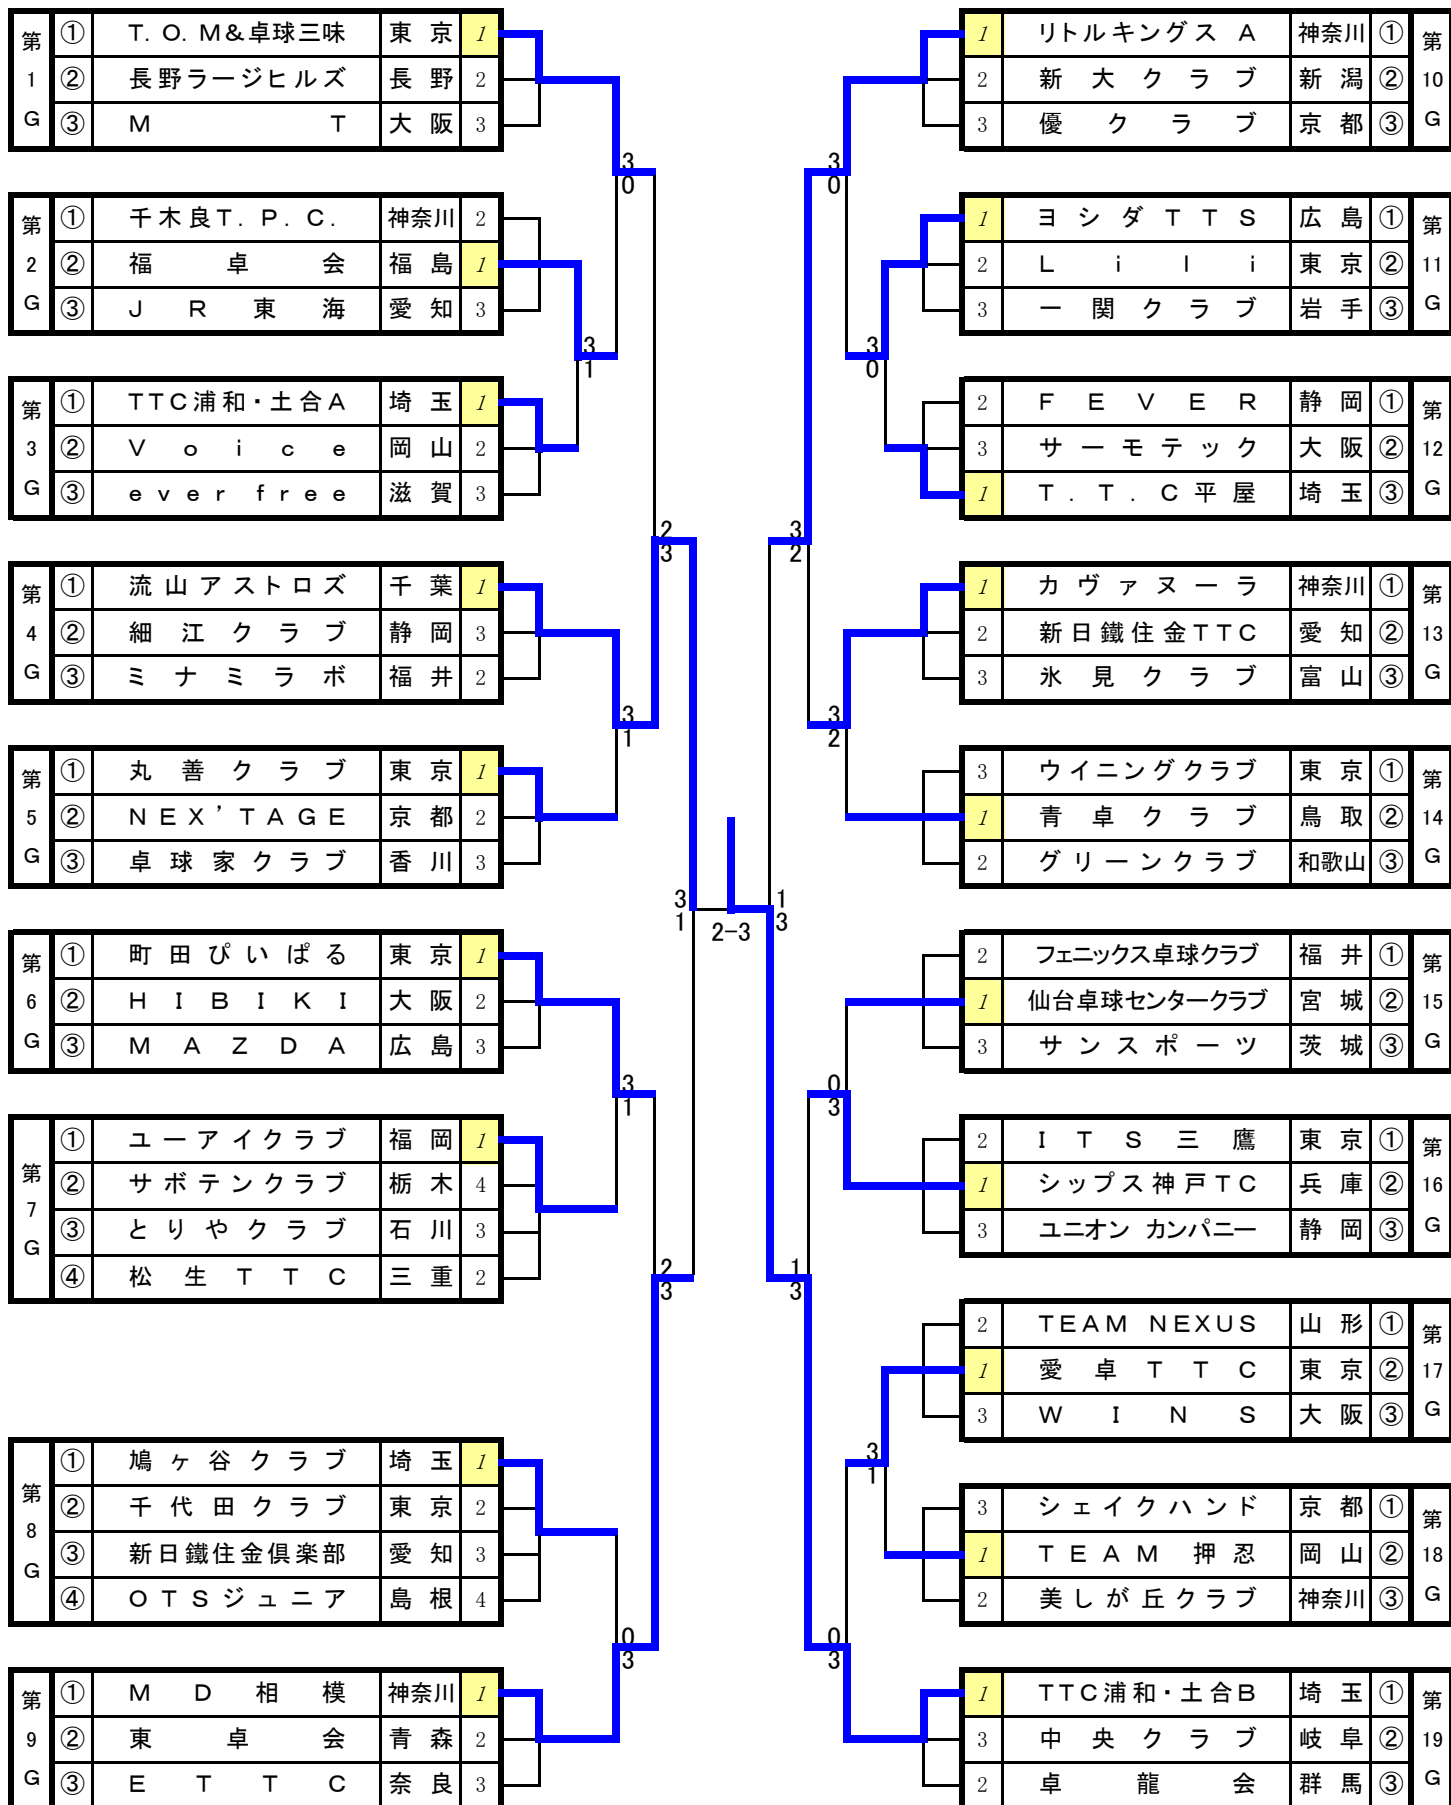 第1G
① T. O. M&卓球三味 東京 1
② 長野ラージヒルズ 長野 2
③ MT 大阪 3
3
0
第2G
① 千木良T. P. C. 神奈川 2
② 福卓会 福島 1
③ JR東海 愛知 3
3
1
第3G
① TTC浦和・土合A 埼玉 1
② Voice 岡山 2
③ ever free 滋賀 3
2
3
第4G
① 流山アストロズ 千葉 1
② 細江クラブ 静岡 3
③ ミナミラボ 福井 2
3
1
第5G
① 丸善クラブ 東京 1
② NEX’TAGE 京都 2
③ 卓球家クラブ 香川 3
3
1
第6G
① 町田ぴいぱる 東京 1
② HIBIKI 大阪 2
③ MAZDA 広島 3
3
1
第7G
① ユーアイクラブ 福岡 1
② サボテンクラブ 栃木 4
③ とりやクラブ 石川 3
④ 松生TTC 三重 2
2
3
第8G
① 鳩ヶ谷クラブ 埼玉 1
② 千代田クラブ 東京 2
③ 新日鐵住金倶楽部 愛知 3
④ OTSジュニア 島根 4
0
3
第9G
① MD相模 神奈川 1
② 東卓会 青森 2
③ ETTC 奈良 3
2-3
1 リトルキングス A 神奈川 ①
2 新大クラブ 新潟 ②
3 優クラブ 京都 ③
第10G
3
0
1 ヨシダTTS 広島 ①
2 Lili 東京 ②
3 一関クラブ 岩手 ③
第11G
3
0
2 FEVER 静岡 ①
3 サーモテック 大阪 ②
1 T.T.C平屋 埼玉 ③
第12G
3
2
1 カヴァヌーラ 神奈川 ①
2 新日鐵住金TTC 愛知 ②
3 氷見クラブ 富山 ③
第13G
3
2
3 ウイニングクラブ 東京 ①
1 青卓クラブ 鳥取 ②
2 グリーンクラブ 和歌山 ③
第14G
1
3
2 フェニックス卓球クラブ 福井 ①
1 仙台卓球センタークラブ 宮城 ②
3 サンスポーツ 茨城 ③
第15G
0
3
2 ITS三鷹 東京 ①
1 シップス神戸TC 兵庫 ②
3 ユニオン カンパニー 静岡 ③
第16G
1
3
2 TEAM NEXUS 山形 ①
1 愛卓TTC 東京 ②
3 WINS 大阪 ③
第17G
3
1
3 シェイクハンド 京都 ①
1 TEAM 押忍 岡山 ②
2 美しが丘クラブ 神奈川 ③
第18G
0
3
1 TTC浦和・土合B 埼玉 ①
3 中央クラブ 岐阜 ②
2 卓龍会 群馬 ③
第19G